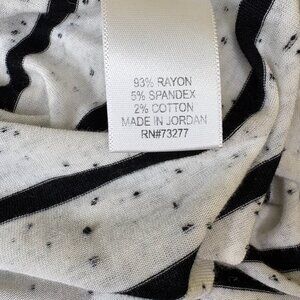 93% RAYON
5% SPANDEX
2% COTTON
MADE IN JORDAN
RN#73277